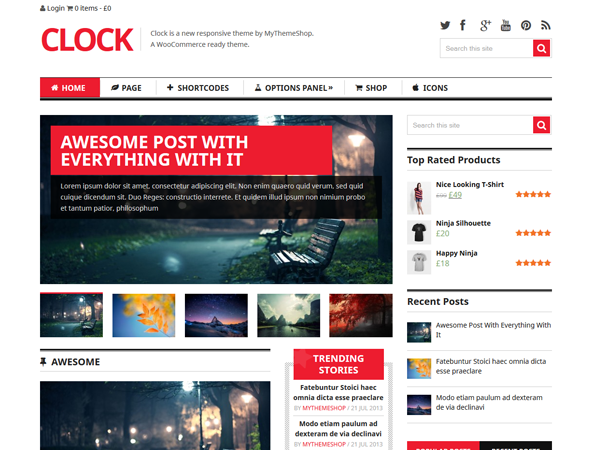 Login 0 items - £0
CLOCK
Clock is a new responsive theme by MyThemeShop.
A WooCommerce ready theme.
Search this site
HOME PAGE SHORTCODES OPTIONS PANEL » SHOP ICONS
AWESOME POST WITH
EVERYTHING WITH IT
Lorem ipsum dolor sit amet, consectetur adipiscing elit. Non enim quaero quid verum, sed quid
cuique dicendum sit. Duo Reges: constructio interrete. Et quidem illud ipsum non nimium probo
et tantum patior, philosophum
AWESOME
TRENDING
STORIES
Fatebuntur Stoici haec
omnia dicta esse praeclare
BY MYTHEMESHOP / 21 JUL 2013
Modo etiam paulum ad
dexteram de via declinavi
BY MYTHEMESHOP / 21 JUL 2013
Search this site
Top Rated Products
Nice Looking T-Shirt
£49
Ninja Silhouette
£20
Happy Ninja
£18
Recent Posts
Awesome Post With Everything With
It
Fatebuntur Stoici haec omnia dicta
esse praeclare
Modo etiam paulum ad dexteram
de via declinavi
POPULAR POSTS RECENT POSTS